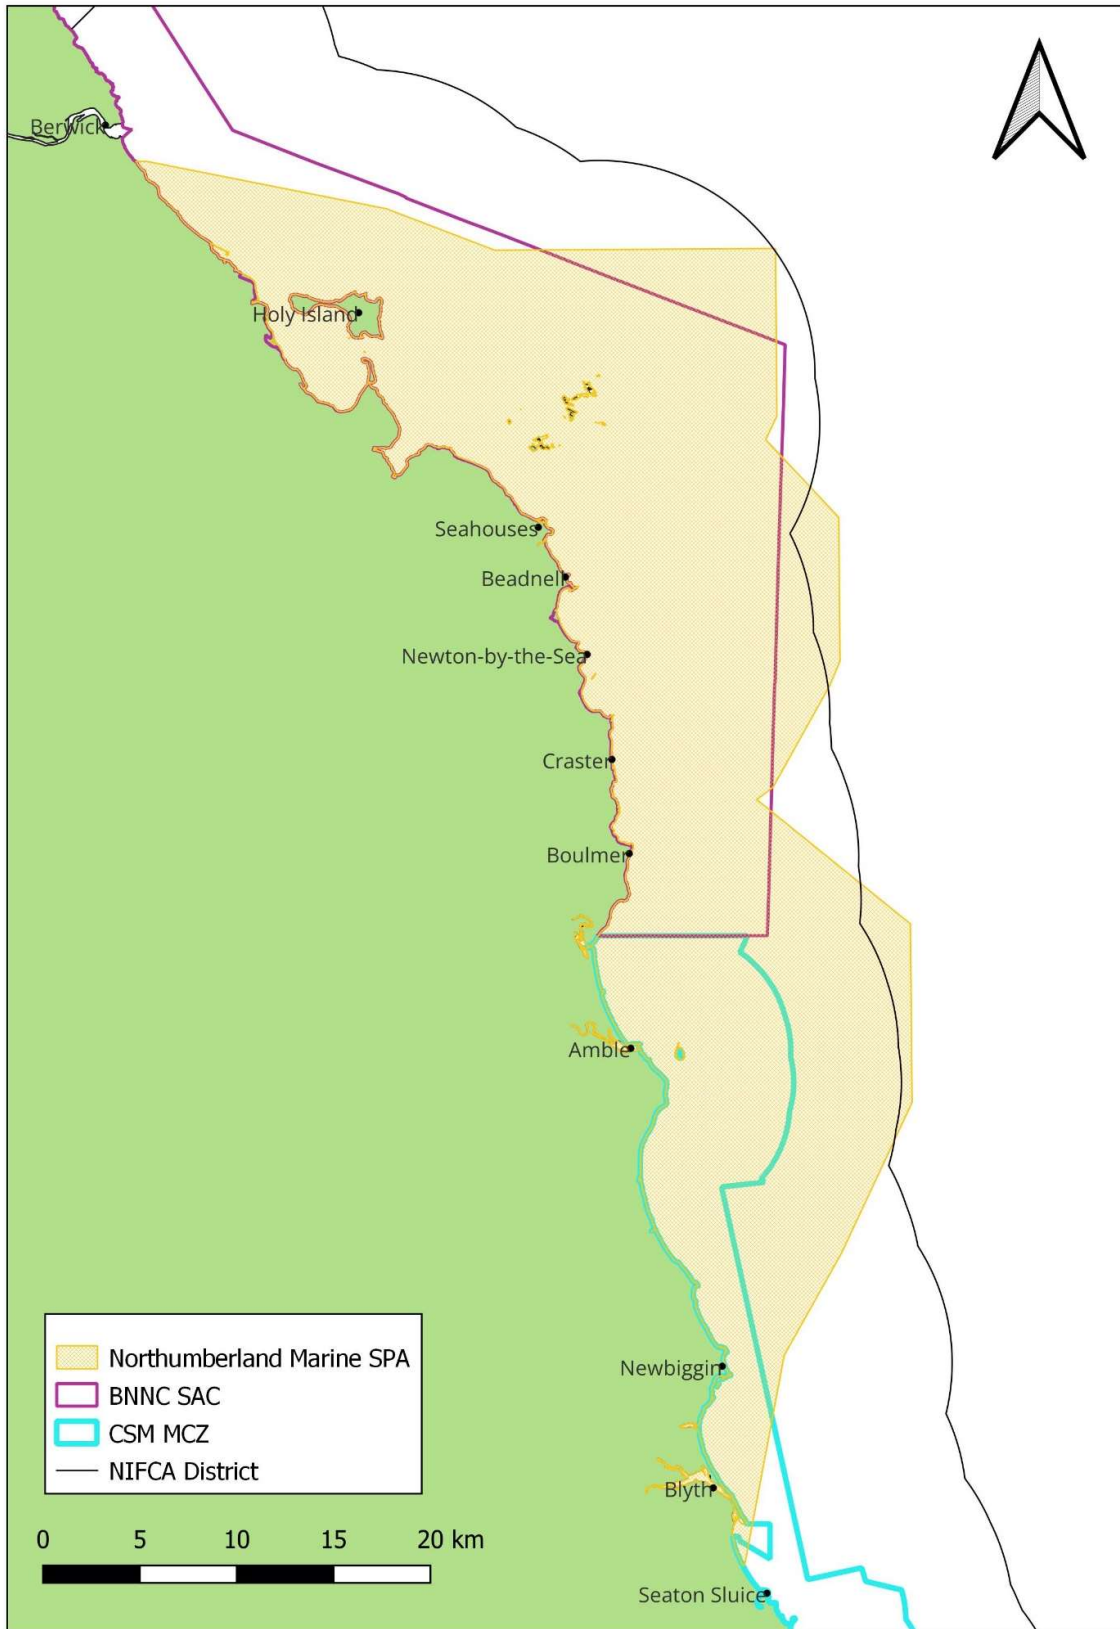 Berwick
Holy Island
Seahouses
Beadnell
Newton-by-the-Sea
Craster
Boulmer
Amble
Newbiggin
Blyth
Seaton Sluice
Northumberland Marine SPA
BNNC SAC
CSM MCZ
NIFCA District
0 5 10 15 20 km